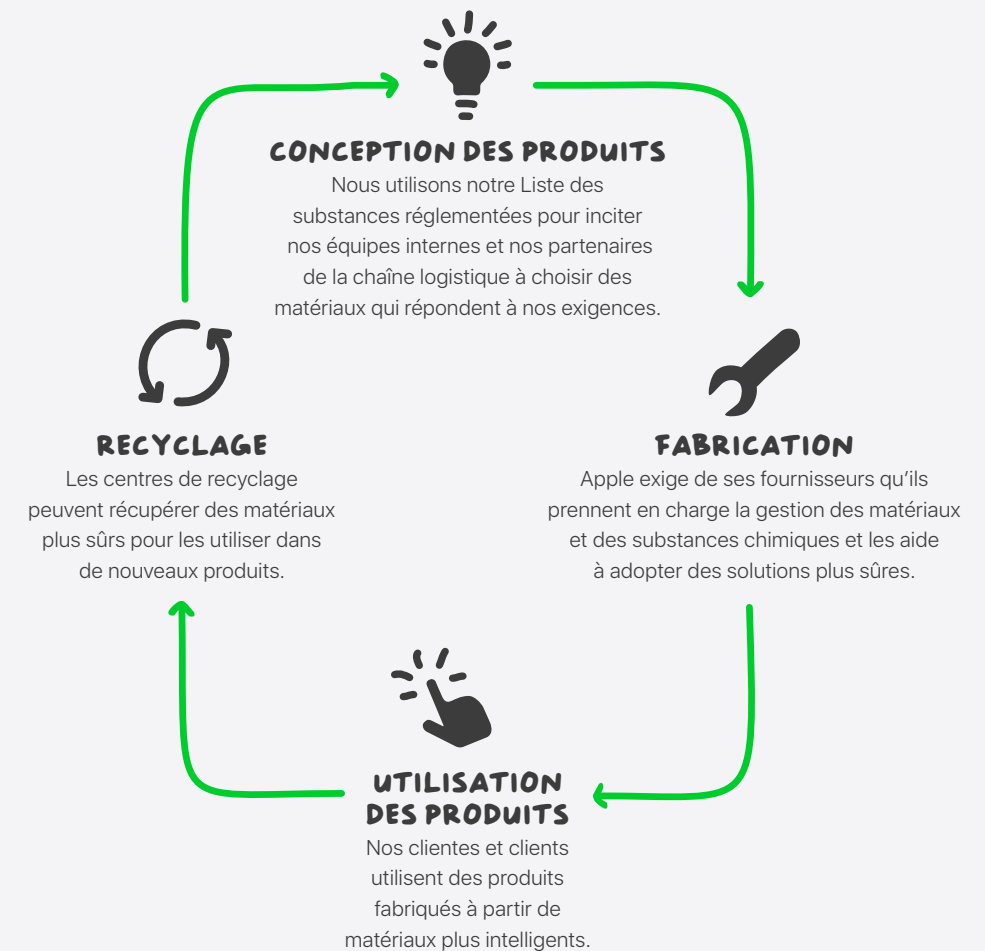 CONCEPTION DES PRODUITS
Nous utilisons notre Liste des
substances réglementées pour inciter
nos équipes internes et nos partenaires
de la chaîne logistique à choisir des
matériaux qui répondent à nos exigences.
FABRICATION
Apple exige de ses fournisseurs qu’ils
prennent en charge la gestion des matériaux
et des substances chimiques et les aide
à adopter des solutions plus sûres.
UTILISATION
DES PRODUITS
Nos clientes et clients
utilisent des produits
fabriqués à partir de
matériaux plus intelligents.
RECYCLAGE
Les centres de recyclage
peuvent récupérer des matériaux
plus sûrs pour les utiliser dans
de nouveaux produits.